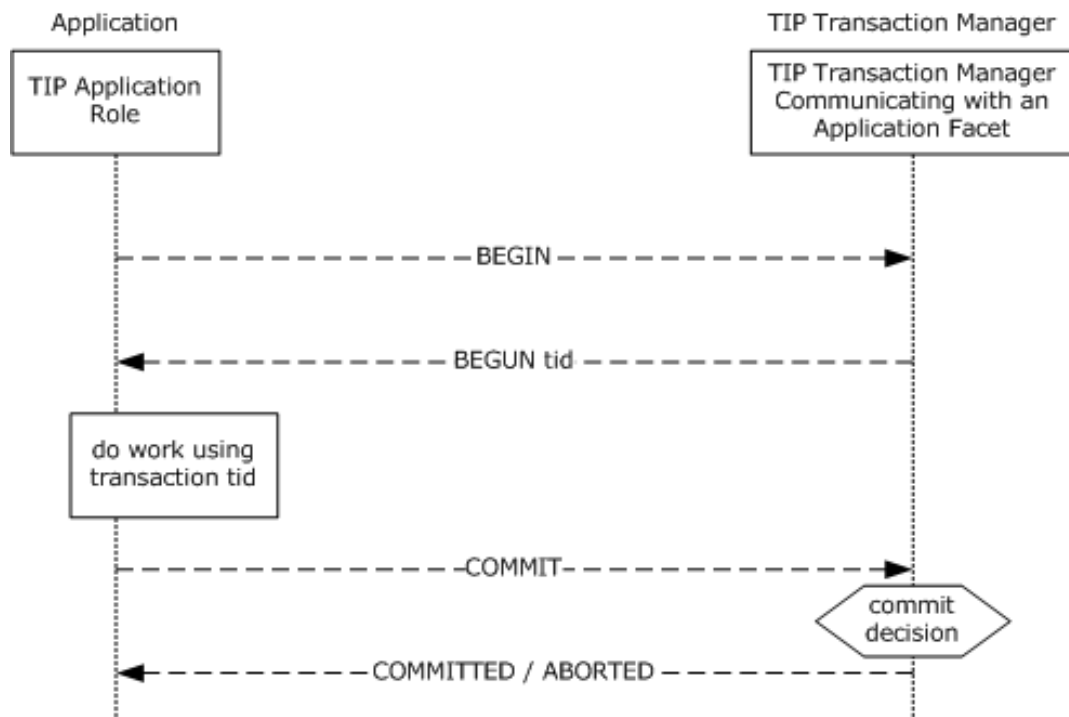 Application
TIP Transaction Manager
TIP Application
Role
TIP Transaction Manager
Communicating with an
Application Facet
BEGIN
BEGUN tid
do work using
transaction tid
COMMIT
commit
decision
COMMITTED / ABORTED